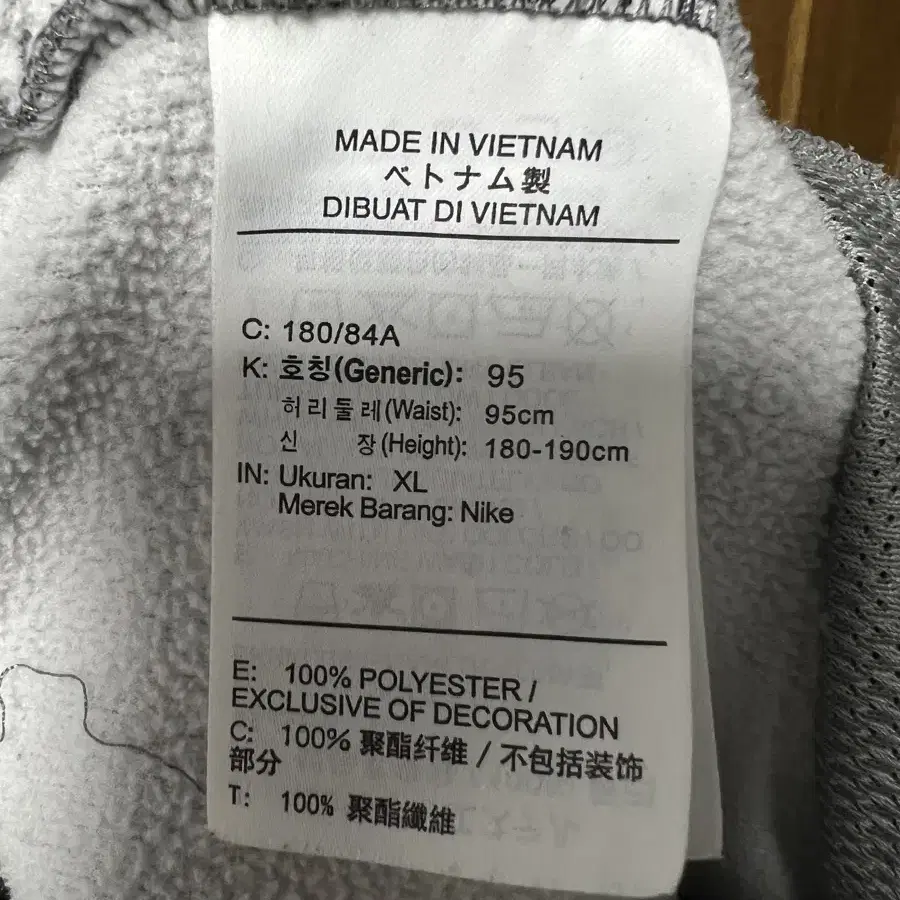 MADE IN VIETNAM
ベトナム製
DIBUAT DI VIETNAM
C: 180/84A
K: 호칭(Generic): 95
허리둘레(Waist): 95cm
신 장(Height): 180-190cm
IN: Ukuran: XL
Merek Barang: Nike
E: 100% POLYESTER /
EXCLUSIVE OF DECORATION
C: 100% 聚酯纤维 / 不包括装饰
部分
T: 100% 聚酯纖維